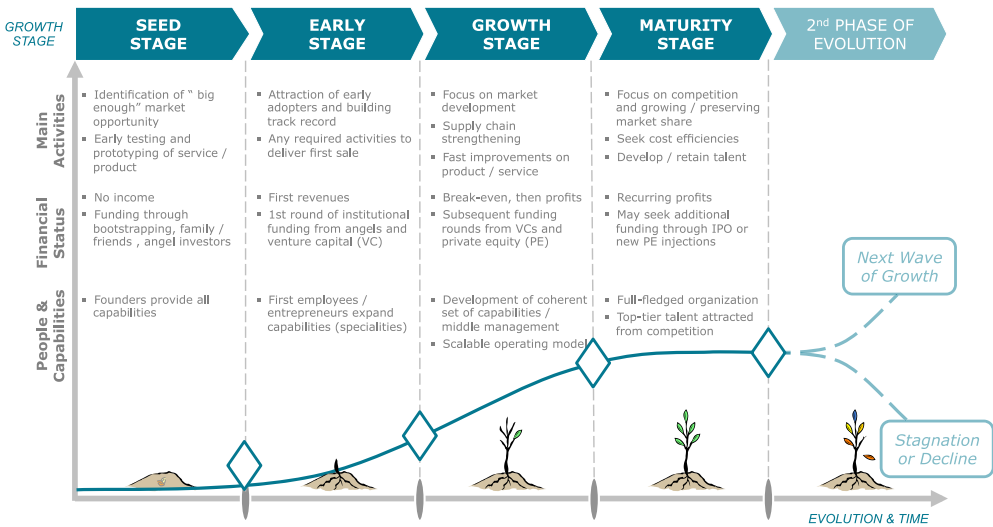 GROWTH
STAGE
SEED
STAGE
EARLY
STAGE
GROWTH
STAGE
MATURITY
STAGE
2nd PHASE OF
EVOLUTION
Main
Activities
▪ Identification of “ big
enough” market
opportunity
▪ Early testing and
prototyping of service /
product
▪ Attraction of early
adopters and building
track record
▪ Any required activities to
deliver first sale
▪ Focus on market
development
▪ Supply chain
strengthening
▪ Fast improvements on
product / service
▪ Focus on competition
and growing / preserving
market share
▪ Seek cost efficiencies
▪ Develop / retain talent
Financial
Status
▪ No income
▪ Funding through
bootstrapping, family /
friends , angel investors
▪ First revenues
▪ 1st round of institutional
funding from angels and
venture capital (VC)
▪ Break-even, then profits
▪ Subsequent funding
rounds from VCs and
private equity (PE)
▪ Recurring profits
▪ May seek additional
funding through IPO or
new PE injections
People &
Capabilities
▪ Founders provide all
capabilities
▪ First employees /
entrepreneurs expand
capabilities (specialities)
▪ Development of coherent
set of capabilities /
middle management
▪ Scalable operating model
▪ Full-fledged organization
▪ Top-tier talent attracted
from competition
Next Wave
of Growth
Stagnation
or Decline
EVOLUTION & TIME